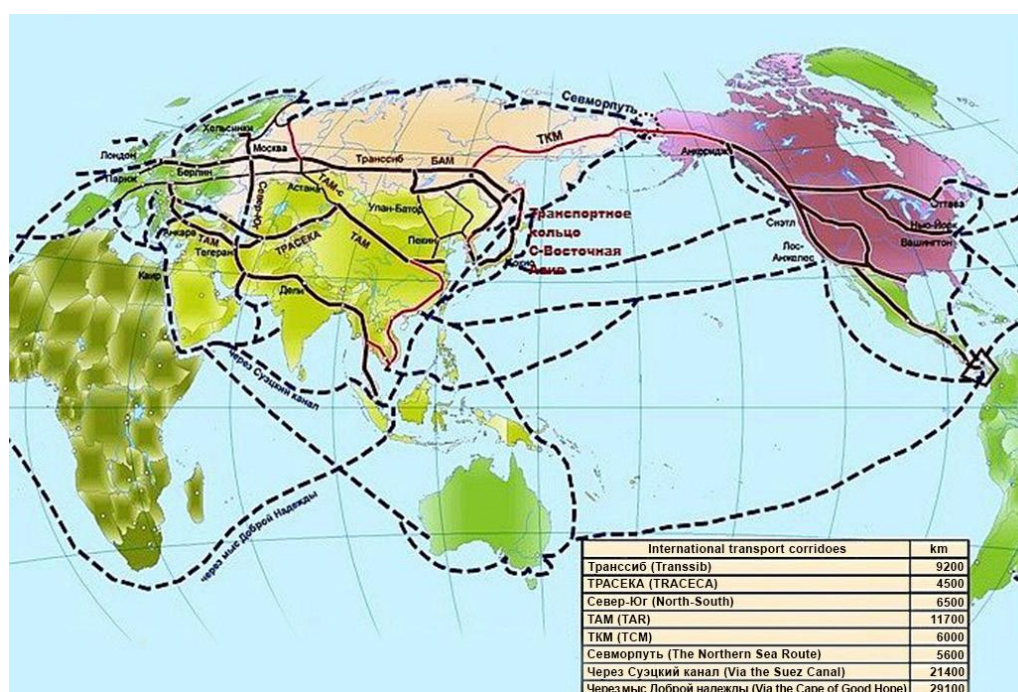 Севморпуть
Хельсинки
Лондон
Москва
ТКМ
Транссиб
БАМ
Анкоридж
Париж
Берлин
ТАМ-с
Север-Юг
Астана
Улан-Батор
Оттава
Транспортное
кольцо
С-Восточная
Азия
Сиэтл
Нью-Йорк
Вашингтон
Анкара
ТАМ
Тегеран
ТРАСЕКА
ТАМ
Пекин
Токио
Лос-
Анжелес
Каир
Дели
через Суэцкий канал
через мыс Доброй Надежды
International transport corridoes km
Транссиб (Transsib) 9200
ТРАСЕКА (TRACECA) 4500
Север-Юг (North-South) 6500
ТАМ (TAR) 11700
ТКМ (TCM) 6000
Севморпуть (The Northern Sea Route) 5600
Через Суэцкий канал (Via the Suez Canal) 21400
Через мыс Доброй надежды (Via the Cape of Good Hope) 29100